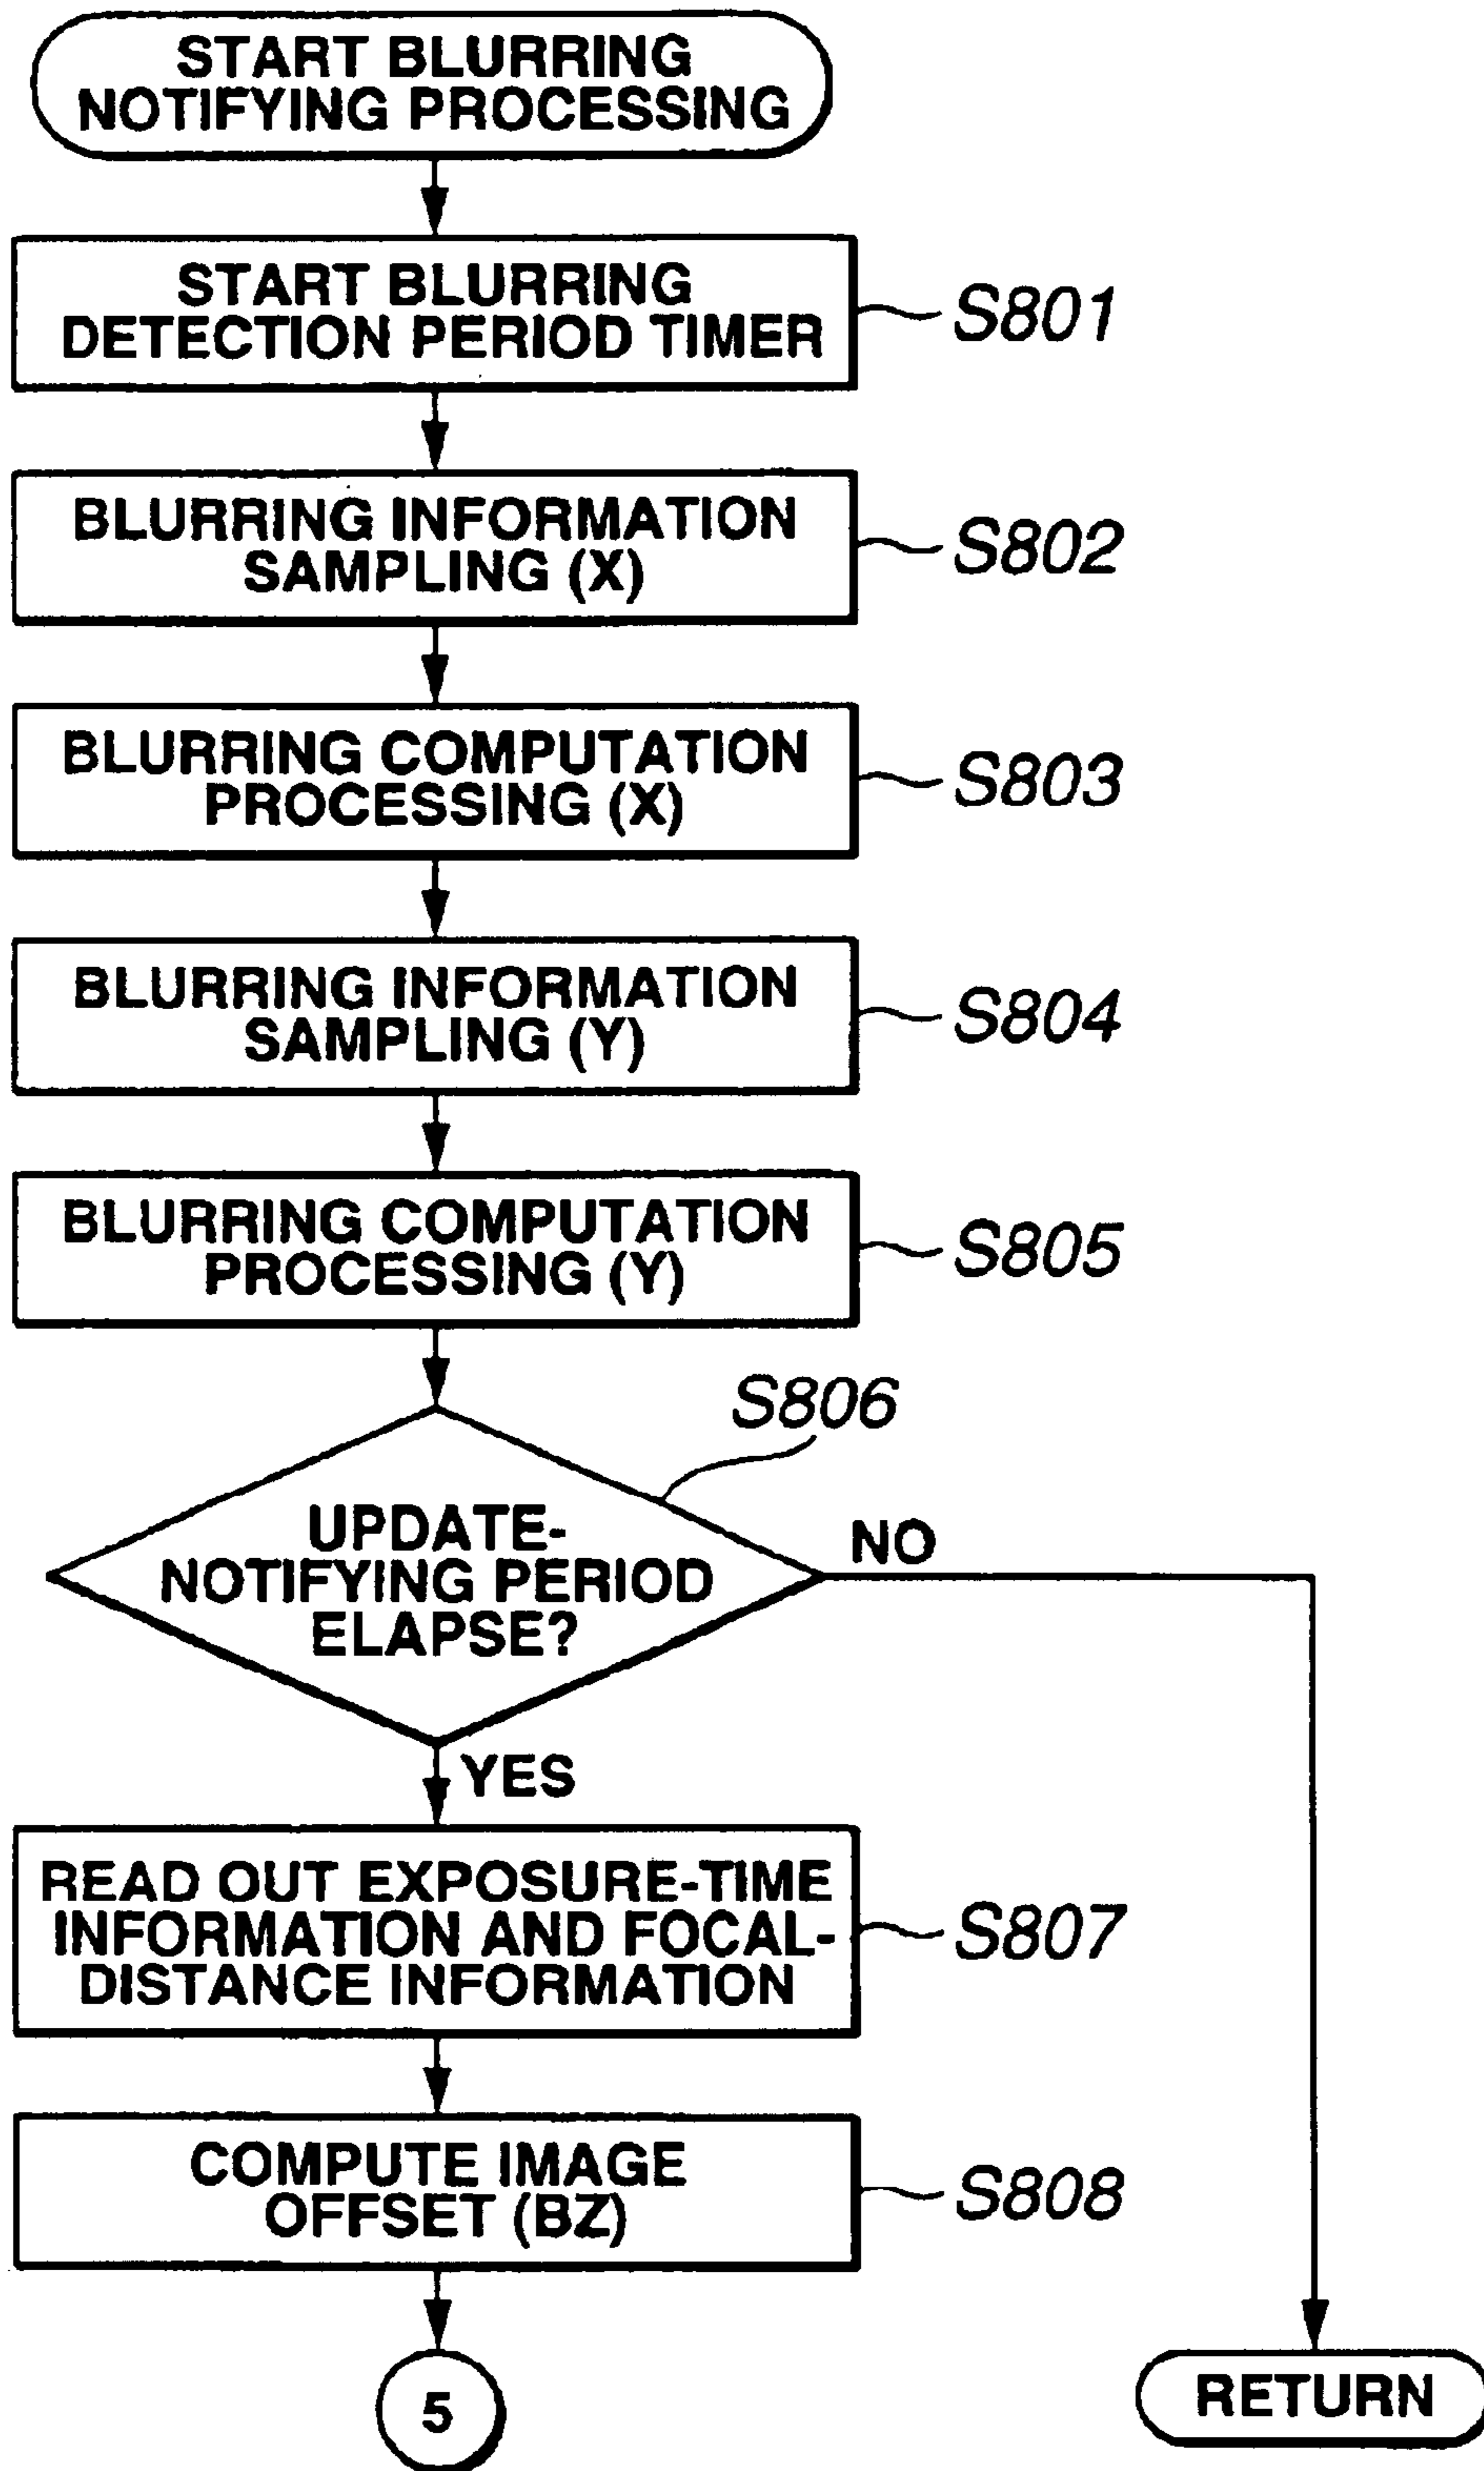 START BLURRING
NOTIFYING PROCESSING
START BLURRING
DETECTION PERIOD TIMER
S801
BLURRING INFORMATION
SAMPLING (X)
S802
BLURRING COMPUTATION
PROCESSING (X)
S803
BLURRING INFORMATION
SAMPLING (Y)
S804
BLURRING COMPUTATION
PROCESSING (Y)
S805
S806
UPDATE-
NOTIFYING PERIOD
ELAPSE?
NO
YES
READ OUT EXPOSURE-TIME
INFORMATION AND FOCAL-
DISTANCE INFORMATION
S807
COMPUTE IMAGE
OFFSET (BZ)
S808
5
RETURN